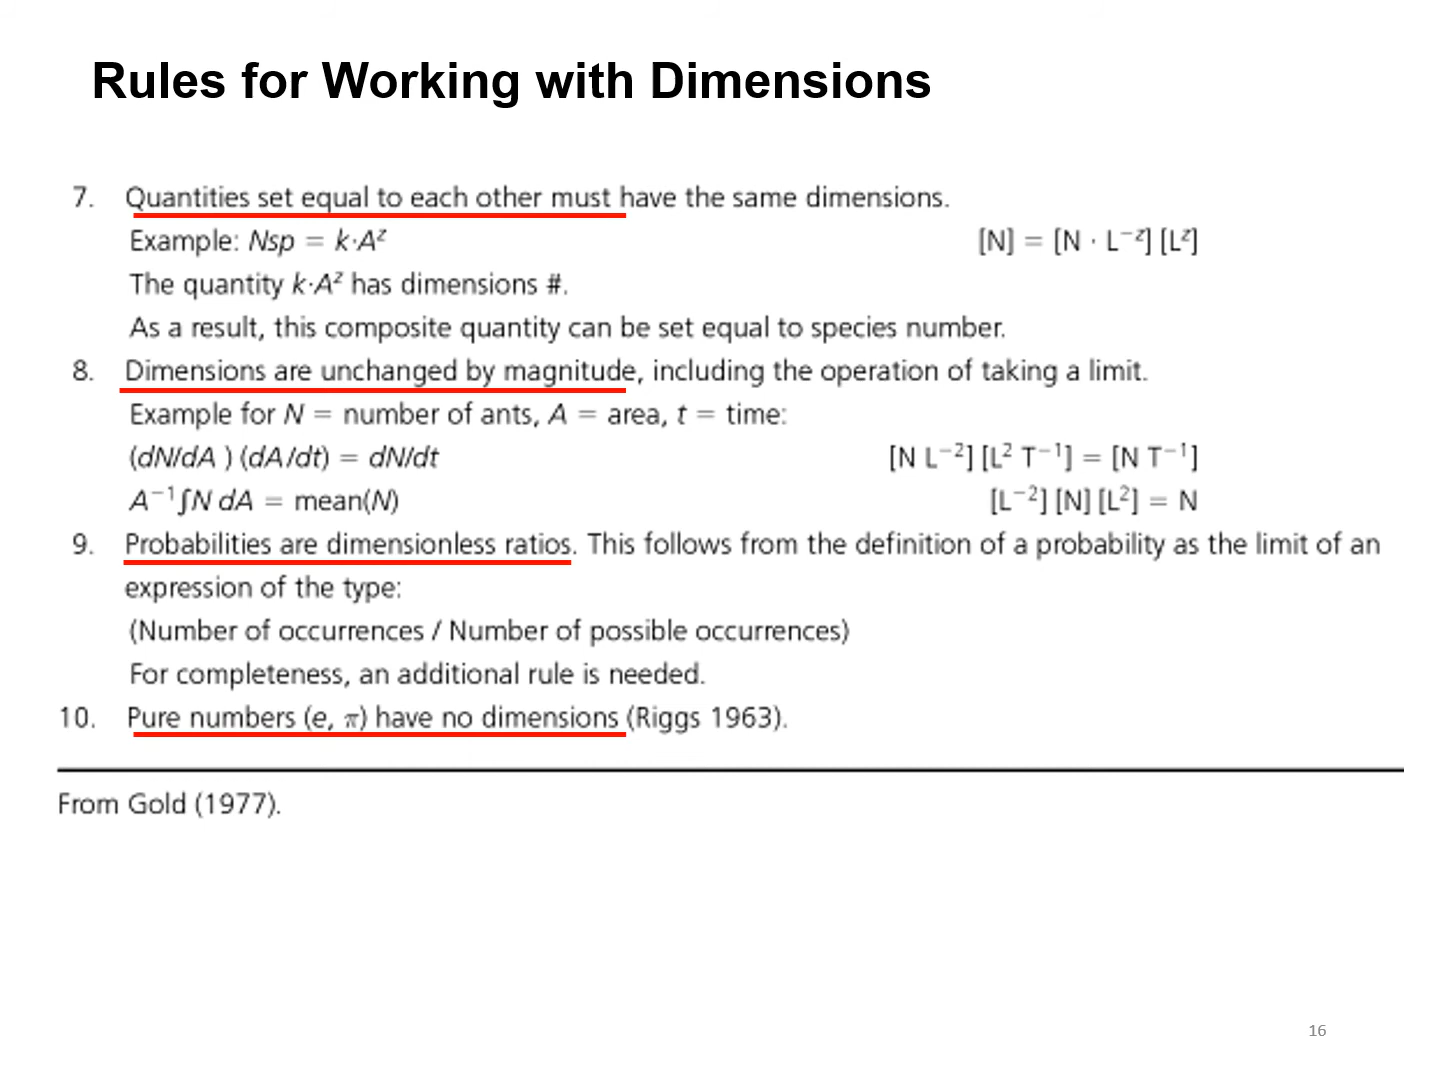 Rules for Working with Dimensions
7. Quantities set equal to each other must have the same dimensions.
Example: Nsp = k·Aᶻ [N] = [N · L⁻ᶻ] [Lᶻ]
The quantity k·Aᶻ has dimensions #.
As a result, this composite quantity can be set equal to species number.
8. Dimensions are unchanged by magnitude, including the operation of taking a limit.
Example for N = number of ants, A = area, t = time:
(dN/dA ) (dA/dt) = dN/dt [N L⁻²] [L² T⁻¹] = [N T⁻¹]
A⁻¹∫N dA = mean(N) [L⁻²] [N] [L²] = N
9. Probabilities are dimensionless ratios. This follows from the definition of a probability as the limit of an
expression of the type:
(Number of occurrences / Number of possible occurrences)
For completeness, an additional rule is needed.
10. Pure numbers (e, π) have no dimensions (Riggs 1963).
From Gold (1977).
16